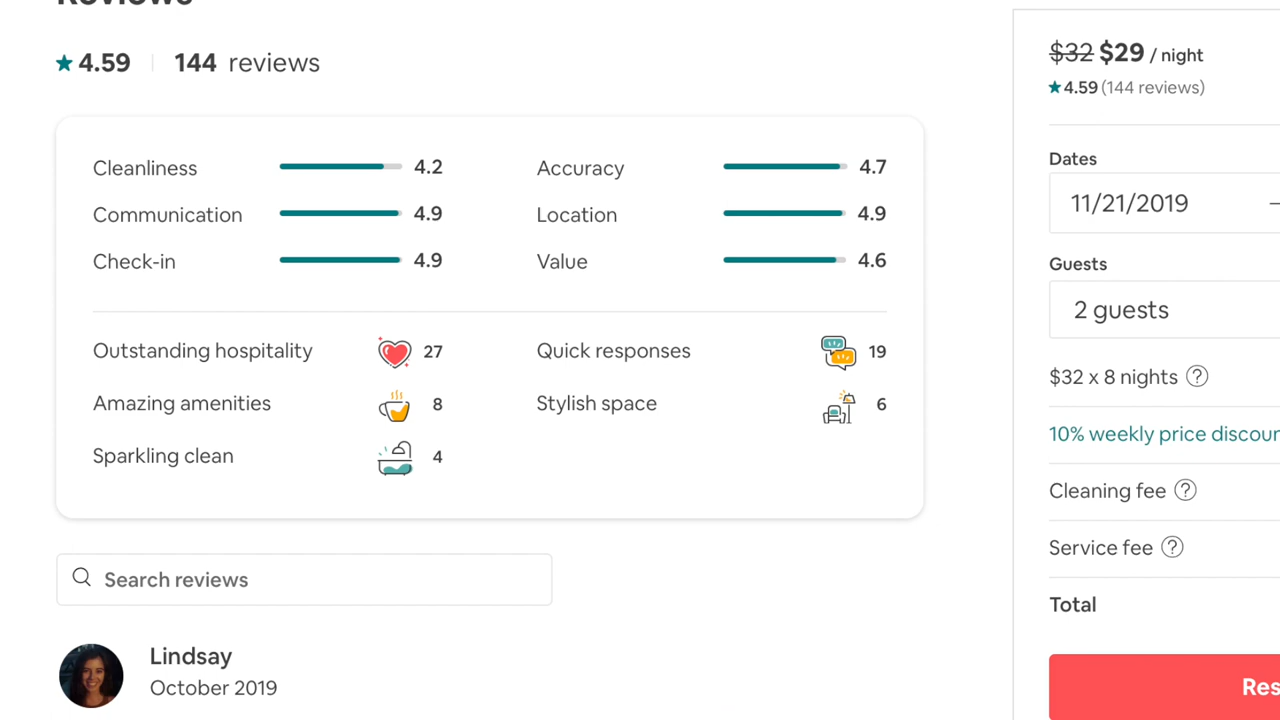 Reviews
4.59 144 reviews
Cleanliness 4.2 Accuracy 4.7
Communication 4.9 Location 4.9
Check-in 4.9 Value 4.6
Outstanding hospitality 27 Quick responses 19
Amazing amenities 8 Stylish space 6
Sparkling clean 4
Search reviews
Lindsay
October 2019
$32 $29 / night
4.59 (144 reviews)
Dates
11/21/2019
Guests
2 guests
$32 x 8 nights ?
10% weekly price discoun
Cleaning fee ?
Service fee ?
Total
Res